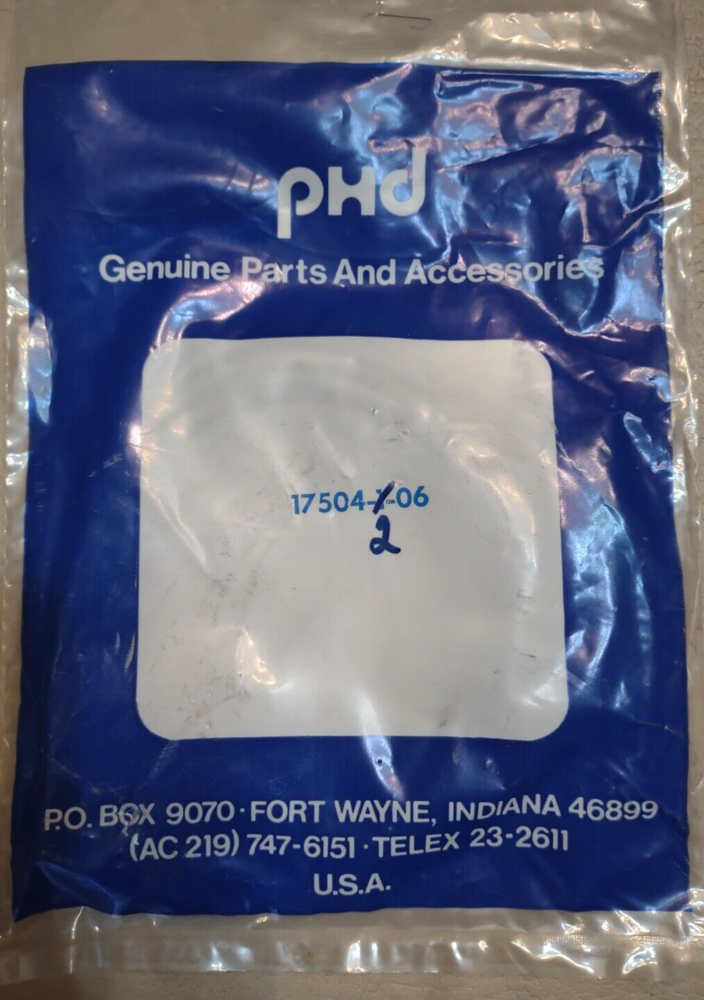 PHD
Genuine Parts And Accessories
17504-1-06
2
P.O. BOX 9070 · FORT WAYNE, INDIANA 46899
(AC 219) 747-6151 · TELEX 23-2611
U.S.A.